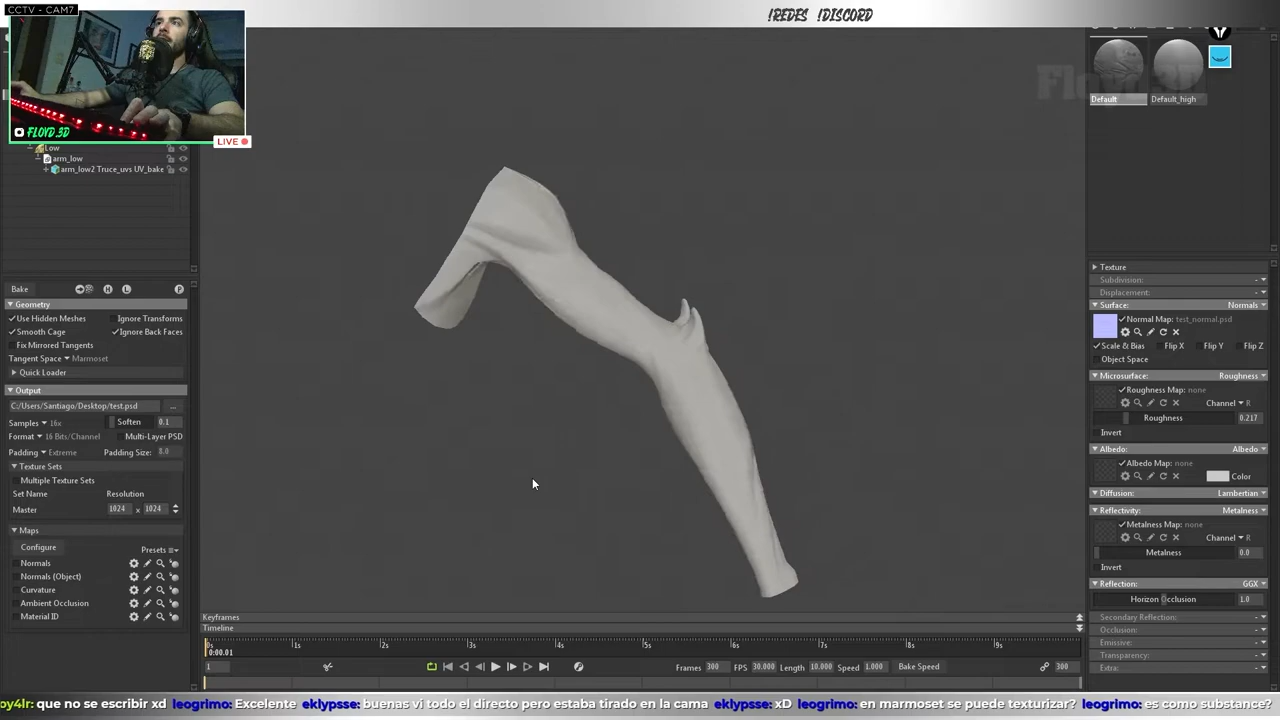 CCTV - CAM7
!REDES !DISCORD
FLOYD.3D
LIVE
Floyd 3D
Default
Default_high
Low
arm_low
arm_low2 Truce_uvs UV_bake
Bake
H
L
P
Geometry
Use Hidden Meshes
Ignore Transforms
Smooth Cage
Ignore Back Faces
Fix Mirrored Tangents
Tangent Space Marmoset
Quick Loader
Output
C:/Users/Santiago/Desktop/test.psd
...
Samples 16x
Soften
0.1
Format 16 Bits/Channel
Multi-Layer PSD
Padding Extreme
Padding Size:
8.0
Texture Sets
Multiple Texture Sets
Set Name
Resolution
Master
1024 x 1024
Maps
Configure
Presets
Normals
Normals (Object)
Curvature
Ambient Occlusion
Material ID
Texture
Subdivision:
-
Displacement:
-
Surface:
Normals
Normal Map: test_normal.psd
Scale & Bias
Flip X
Flip Y
Flip Z
Object Space
Microsurface:
Roughness
Roughness Map: none
Channel R
Roughness
0.217
Invert
Albedo:
Albedo
Albedo Map: none
Color
Diffusion:
Lambertian
Reflectivity:
Metalness
Metalness Map: none
Channel R
Metalness
0.0
Invert
Reflection:
GGX
Horizon Occlusion
1.0
Secondary Reflection:
-
Occlusion:
-
Emissive:
-
Transparency:
-
Extra:
-
Keyframes
Timeline
0s
1s
2s
3s
4s
5s
6s
7s
8s
9s
0:00.01
1
Frames 300
FPS 30.000
Length 10.000
Speed 1.000
Bake Speed
300
oy4lr: que no se escribir xd leogrimo: Excelente eklypsse: buenas vi todo el directo pero estaba tirado en la cama eklypsse: xD leogrimo: en marmoset se puede texturizar? leogrimo: es como substance?